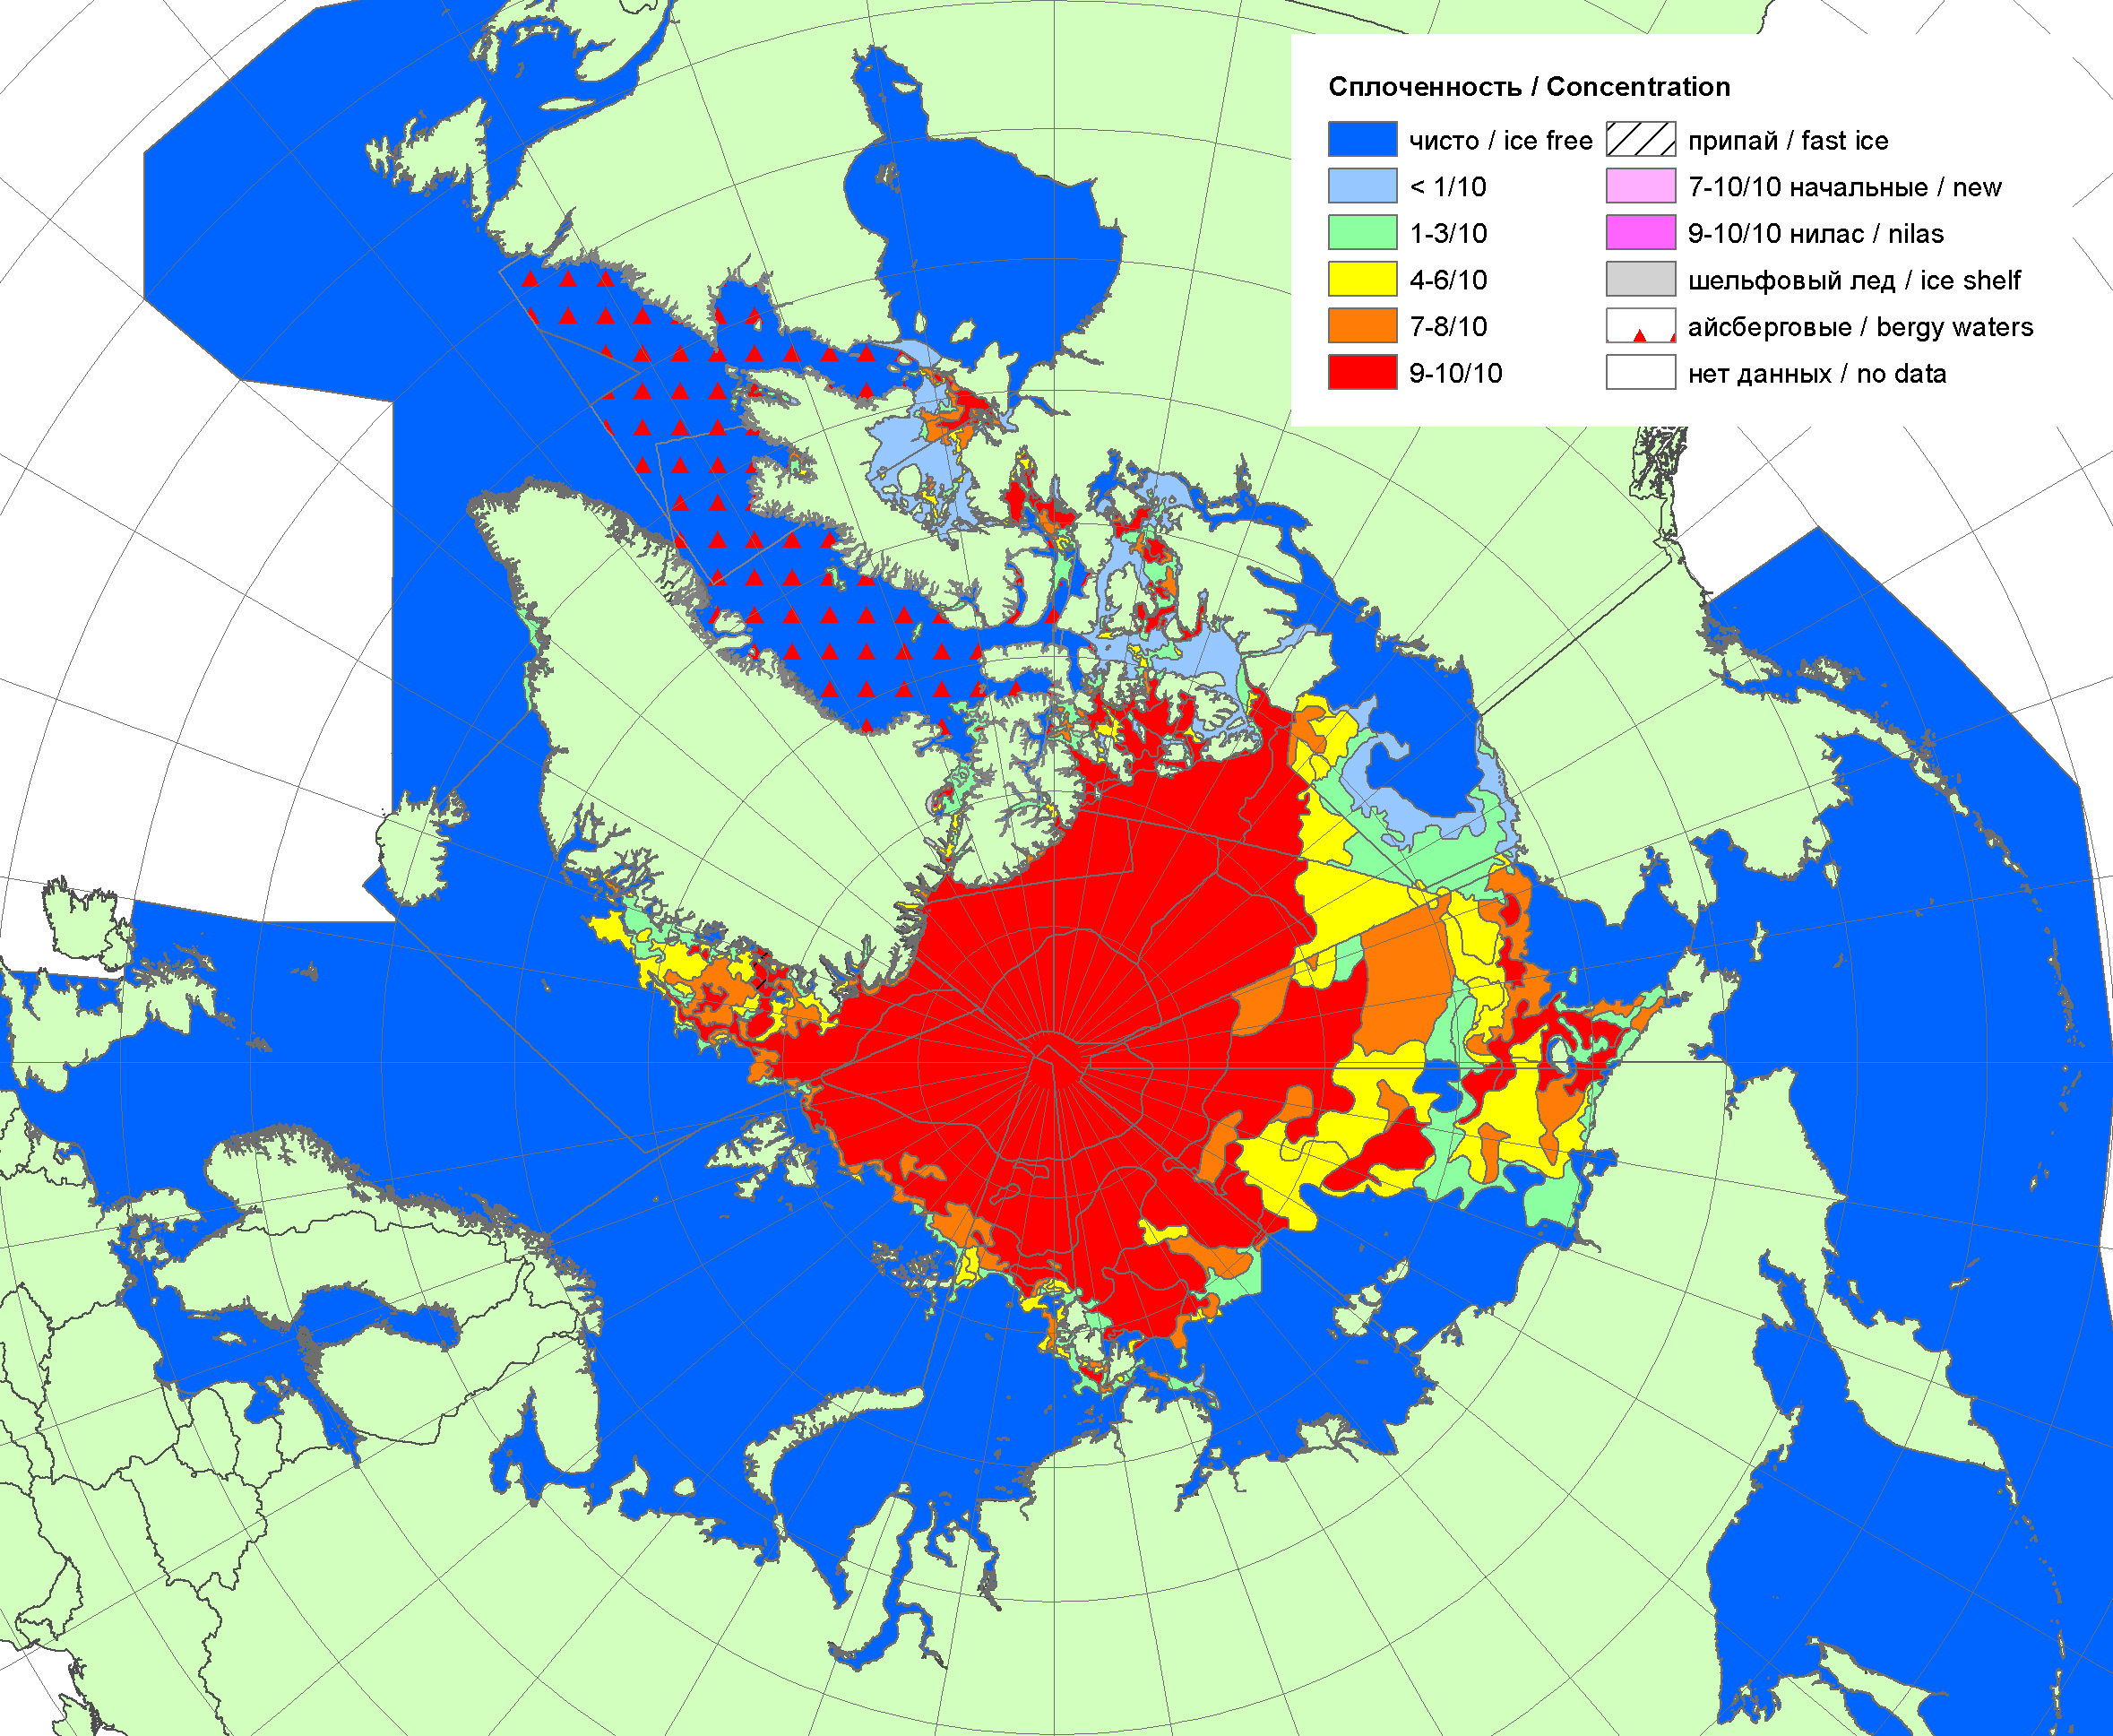 Сплоченность / Concentration
чисто / ice free
< 1/10
1-3/10
4-6/10
7-8/10
9-10/10
припай / fast ice
7-10/10 начальные / new
9-10/10 нилас / nilas
шельфовый лед / ice shelf
айсберговые / bergy waters
нет данных / no data